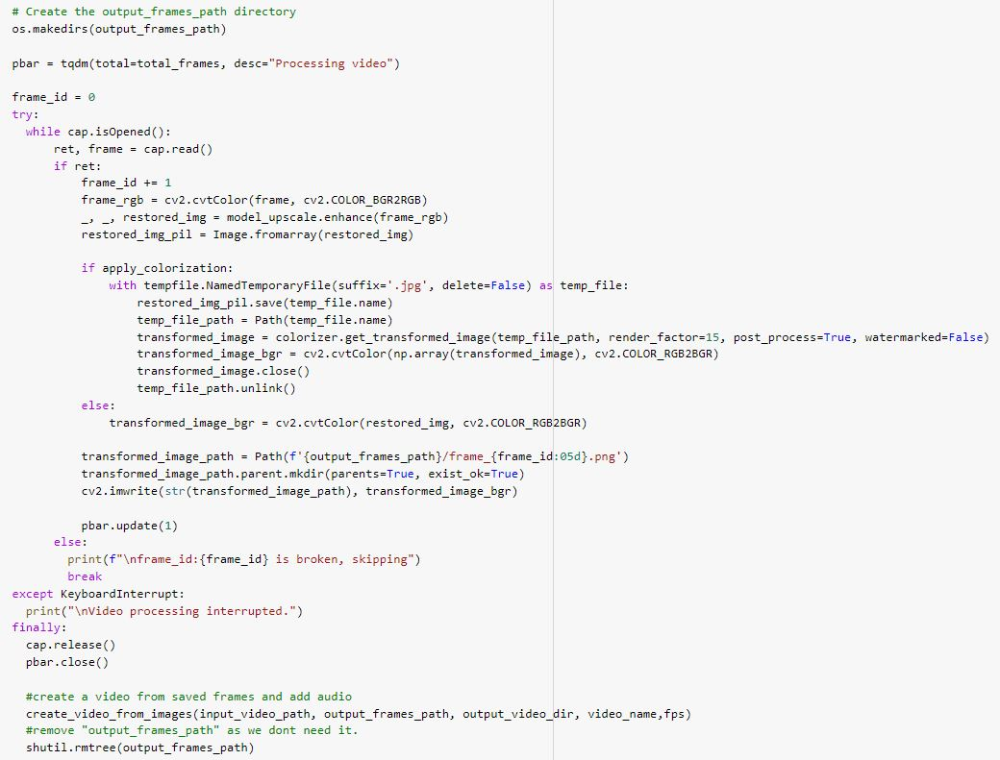 # Create the output_frames_path directory
os.makedirs(output_frames_path)
pbar = tqdm(total=total_frames, desc="Processing video")
frame_id = 0
try:
  while cap.isOpened():
      ret, frame = cap.read()
      if ret:
          frame_id += 1
          frame_rgb = cv2.cvtColor(frame, cv2.COLOR_BGR2RGB)
          _, _, restored_img = model_upscale.enhance(frame_rgb)
          restored_img_pil = Image.fromarray(restored_img)
          if apply_colorization:
              with tempfile.NamedTemporaryFile(suffix='.jpg', delete=False) as temp_file:
                  restored_img_pil.save(temp_file.name)
                  temp_file_path = Path(temp_file.name)
                  transformed_image = colorizer.get_transformed_image(temp_file_path, render_factor=15, post_process=True, watermarked=False)
                  transformed_image_bgr = cv2.cvtColor(np.array(transformed_image), cv2.COLOR_RGB2BGR)
                  transformed_image.close()
                  temp_file_path.unlink()
          else:
              transformed_image_bgr = cv2.cvtColor(restored_img, cv2.COLOR_RGB2BGR)
          transformed_image_path = Path(f'{output_frames_path}/frame_{frame_id:05d}.png')
          transformed_image_path.parent.mkdir(parents=True, exist_ok=True)
          cv2.imwrite(str(transformed_image_path), transformed_image_bgr)
          pbar.update(1)
      else:
        print(f"\nframe_id:{frame_id} is broken, skipping")
        break
except KeyboardInterrupt:
  print("\nVideo processing interrupted.")
finally:
  cap.release()
  pbar.close()
  #create a video from saved frames and add audio
  create_video_from_images(input_video_path, output_frames_path, output_video_dir, video_name,fps)
  #remove "output_frames_path" as we dont need it.
  shutil.rmtree(output_frames_path)